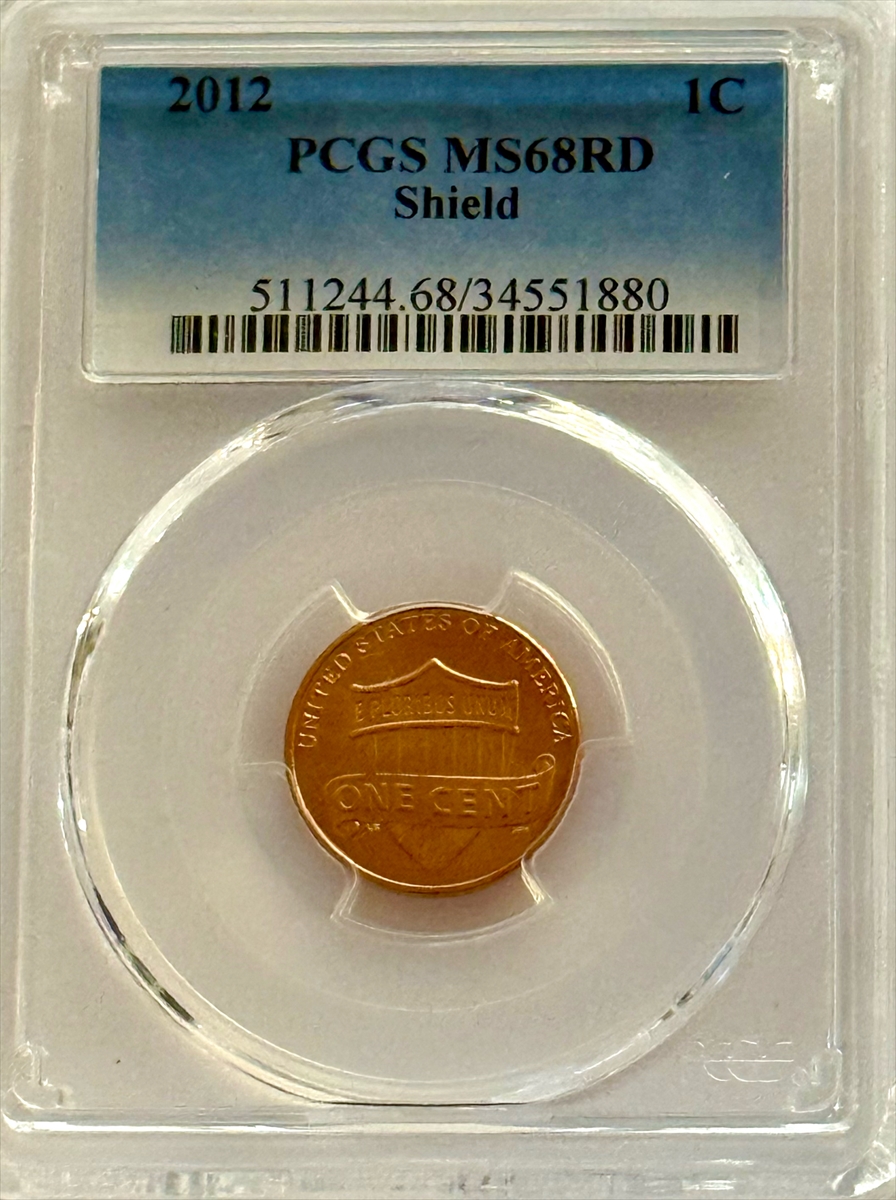 2012 1C
PCGS MS68RD
Shield
511244.68/34551880
UNITED STATES OF AMERICA
E PLURIBUS UNUM
ONE CENT